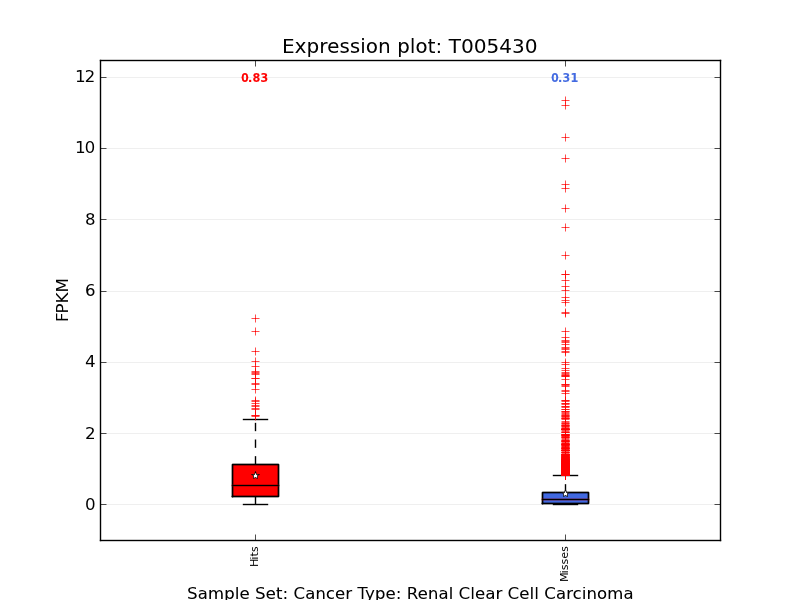 Expression plot: T005430
0.83
0.31
12
10
8
6
4
2
0
FPKM
Hits
Misses
Sample Set: Cancer Type: Renal Clear Cell Carcinoma